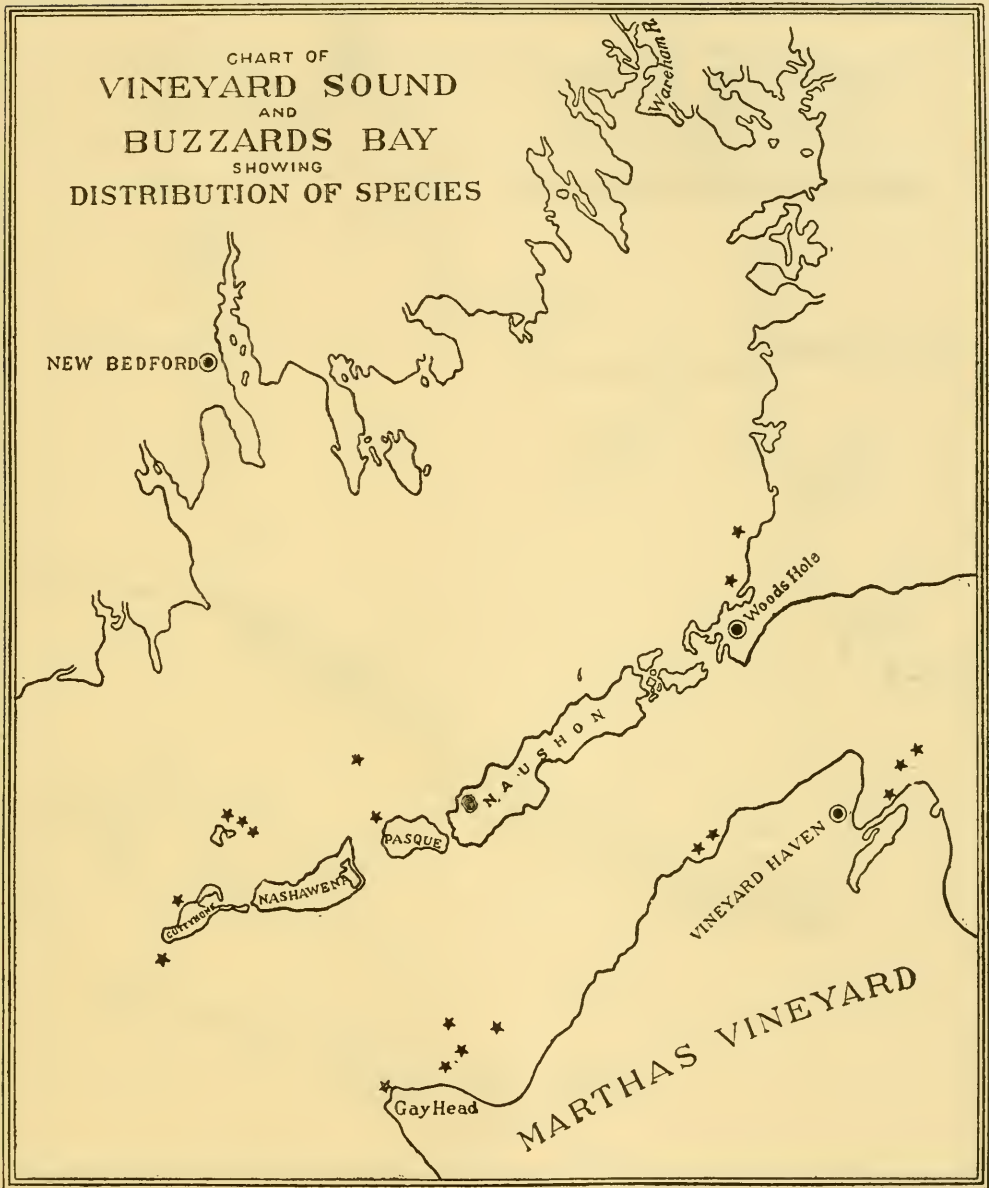 CHART OF
VINEYARD SOUND
AND
BUZZARDS BAY
SHOWING
DISTRIBUTION OF SPECIES
Wareham R.
NEW BEDFORD
Woods Hole
NAUSHON
PASQUE
NASHAWENA
CUTTYHUNK
VINEYARD HAVEN
MARTHAS VINEYARD
Gay Head